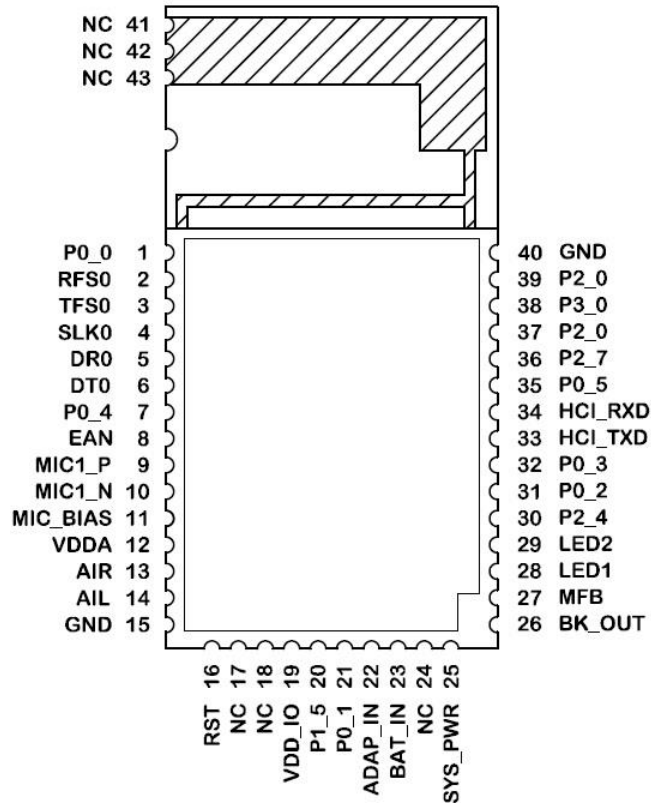 NC 41
NC 42
NC 43
P0_0 1
RFS0 2
TFS0 3
SLK0 4
DR0 5
DT0 6
P0_4 7
EAN 8
MIC1_P 9
MIC1_N 10
MIC_BIAS 11
VDDA 12
AIR 13
AIL 14
GND 15
40 GND
39 P2_0
38 P3_0
37 P2_0
36 P2_7
35 P0_5
34 HCI_RXD
33 HCI_TXD
32 P0_3
31 P0_2
30 P2_4
29 LED2
28 LED1
27 MFB
26 BK_OUT
RST 16
NC 17
NC 18
VDD_IO 19
P1_5 20
P0_1 21
ADAP_IN 22
BAT_IN 23
NC 24
SYS_PWR 25